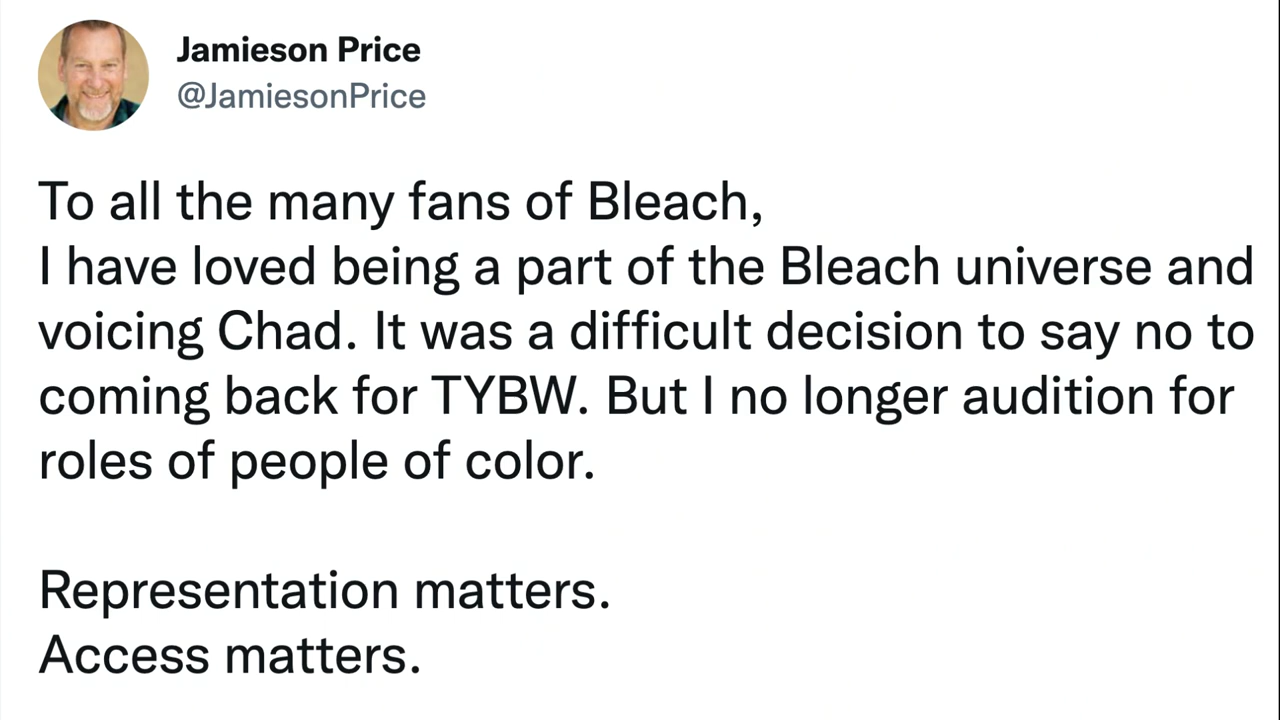 Jamieson Price
@JamiesonPrice
To all the many fans of Bleach,
I have loved being a part of the Bleach universe and
voicing Chad. It was a difficult decision to say no to
coming back for TYBW. But I no longer audition for
roles of people of color.
Representation matters.
Access matters.